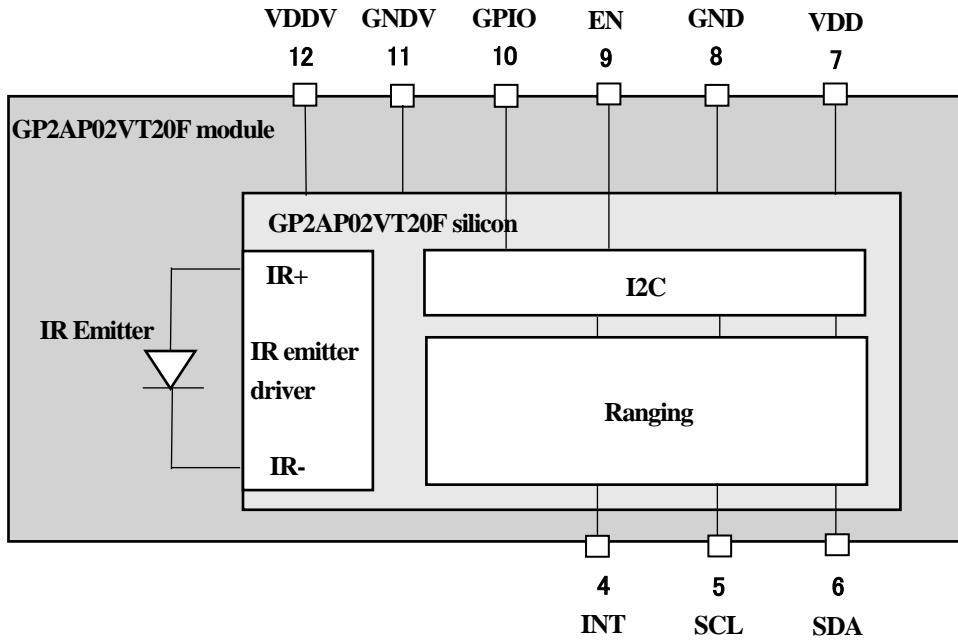 VDDV GNDV GPIO EN GND VDD
12 11 10 9 8 7
GP2AP02VT20F module
GP2AP02VT20F silicon
IR+
I2C
IR Emitter
IR emitter
driver
Ranging
IR-
4 5 6
INT SCL SDA